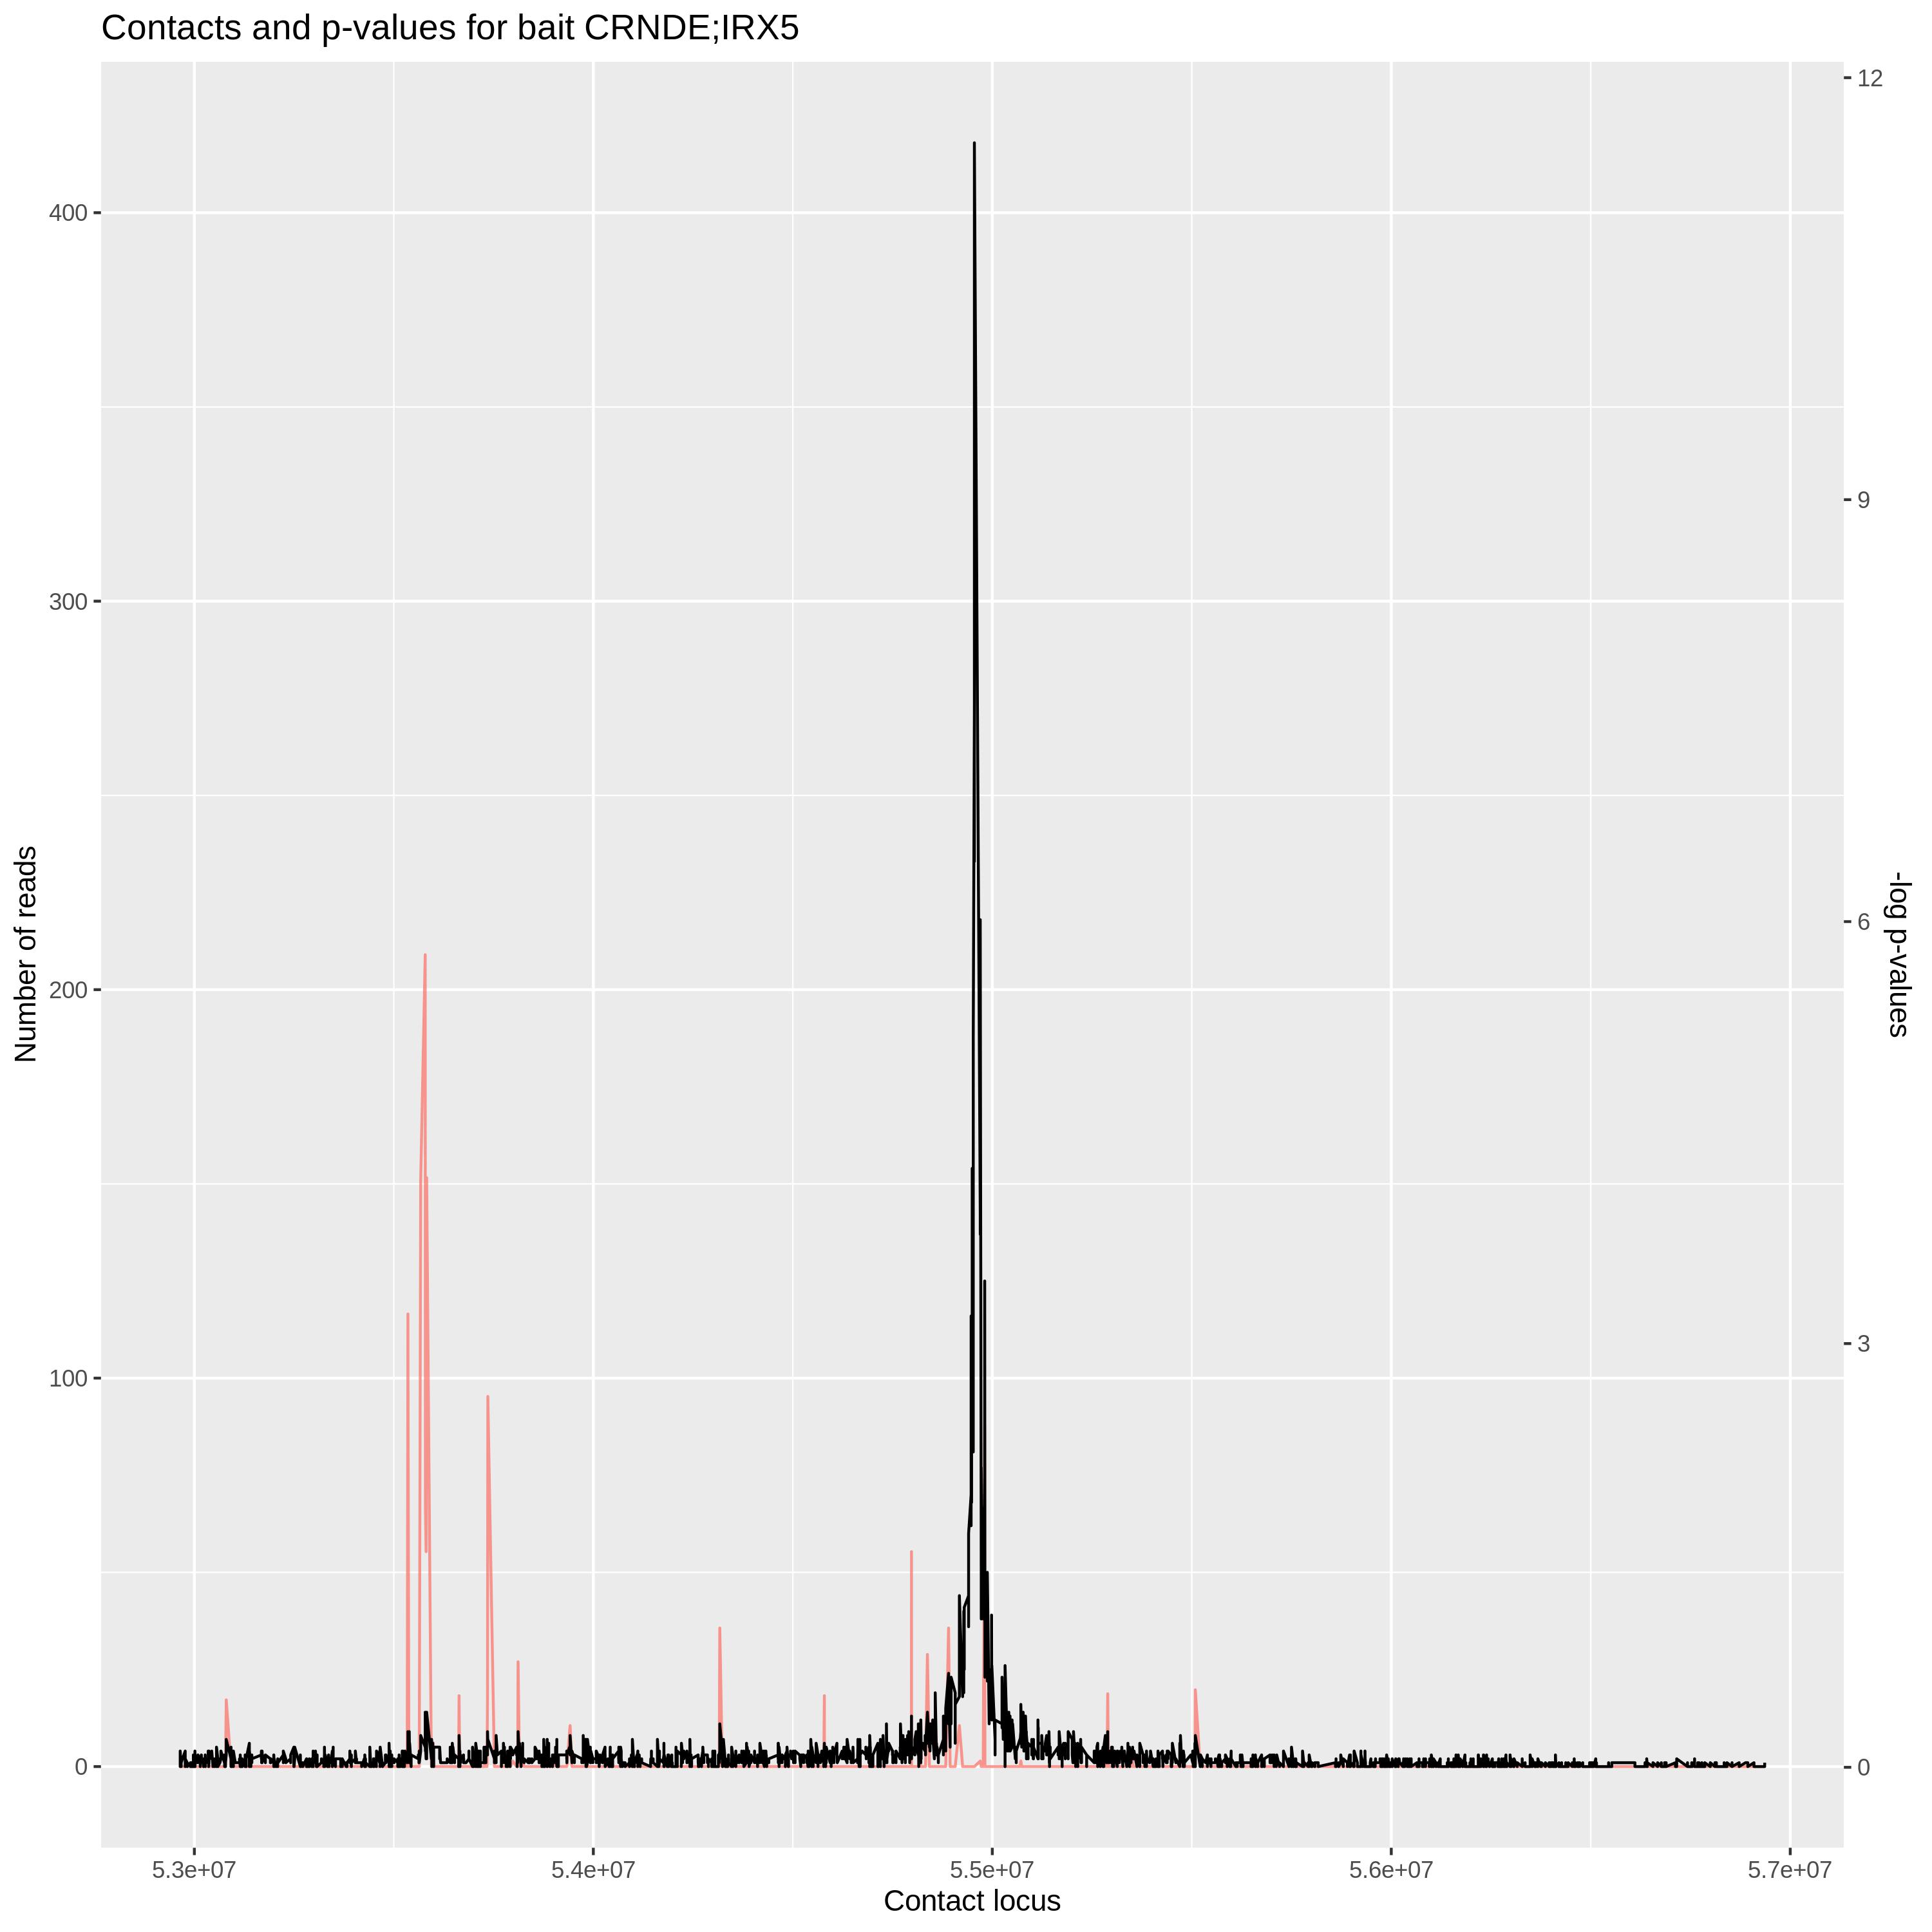 Contacts and p-values for bait CRNDE;IRX5
12
400
9
300
Number of reads
-log p-values
6
200
3
100
0
0
5.3e+07
5.4e+07
5.5e+07
5.6e+07
5.7e+07
Contact locus